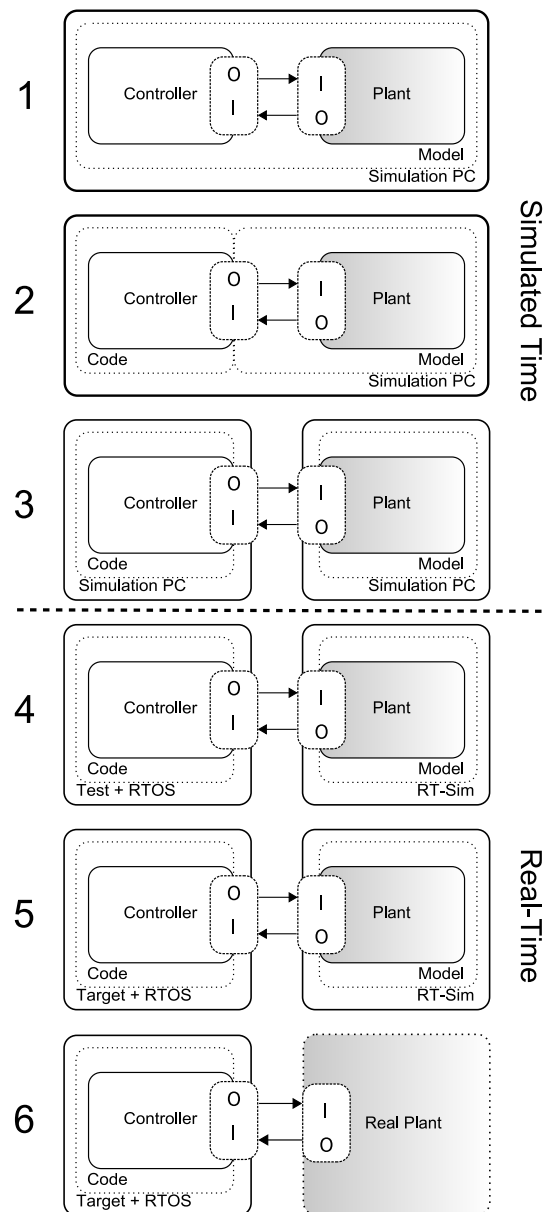 1
Controller
O
I
I
O
Plant
Model
Simulation PC
2
Controller
O
I
I
O
Plant
Code
Model
Simulation PC
Simulated Time
3
Controller
O
I
I
O
Plant
Code
Simulation PC
Model
Simulation PC
4
Controller
O
I
I
O
Plant
Code
Test + RTOS
Model
RT-Sim
5
Controller
O
I
I
O
Plant
Code
Target + RTOS
Model
RT-Sim
Real-Time
6
Controller
O
I
I
O
Real Plant
Code
Target + RTOS